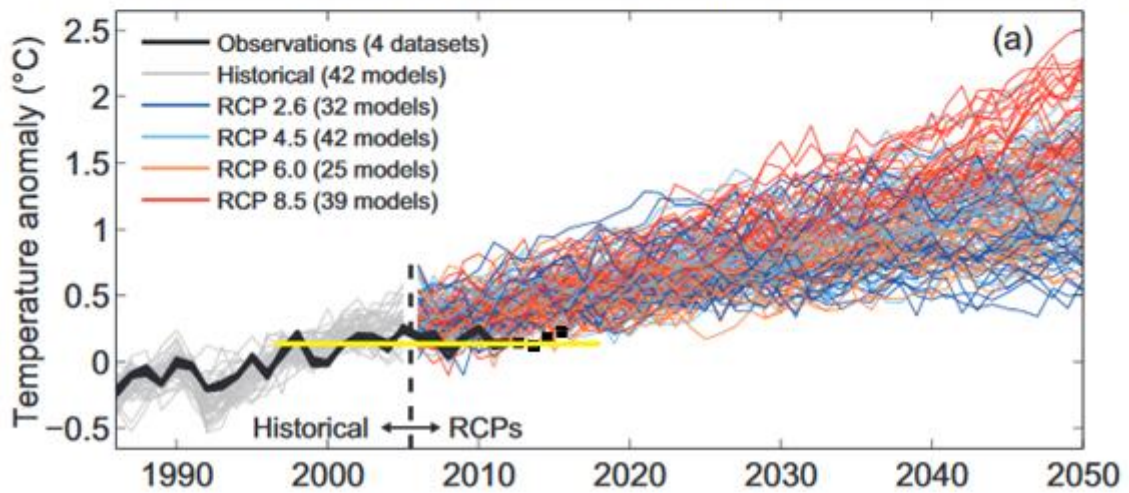 (a)
Temperature anomaly (°C)
2.5
2
1.5
1
0.5
0
−0.5
Observations (4 datasets)
Historical (42 models)
RCP 2.6 (32 models)
RCP 4.5 (42 models)
RCP 6.0 (25 models)
RCP 8.5 (39 models)
Historical RCPs
1990 2000 2010 2020 2030 2040 2050